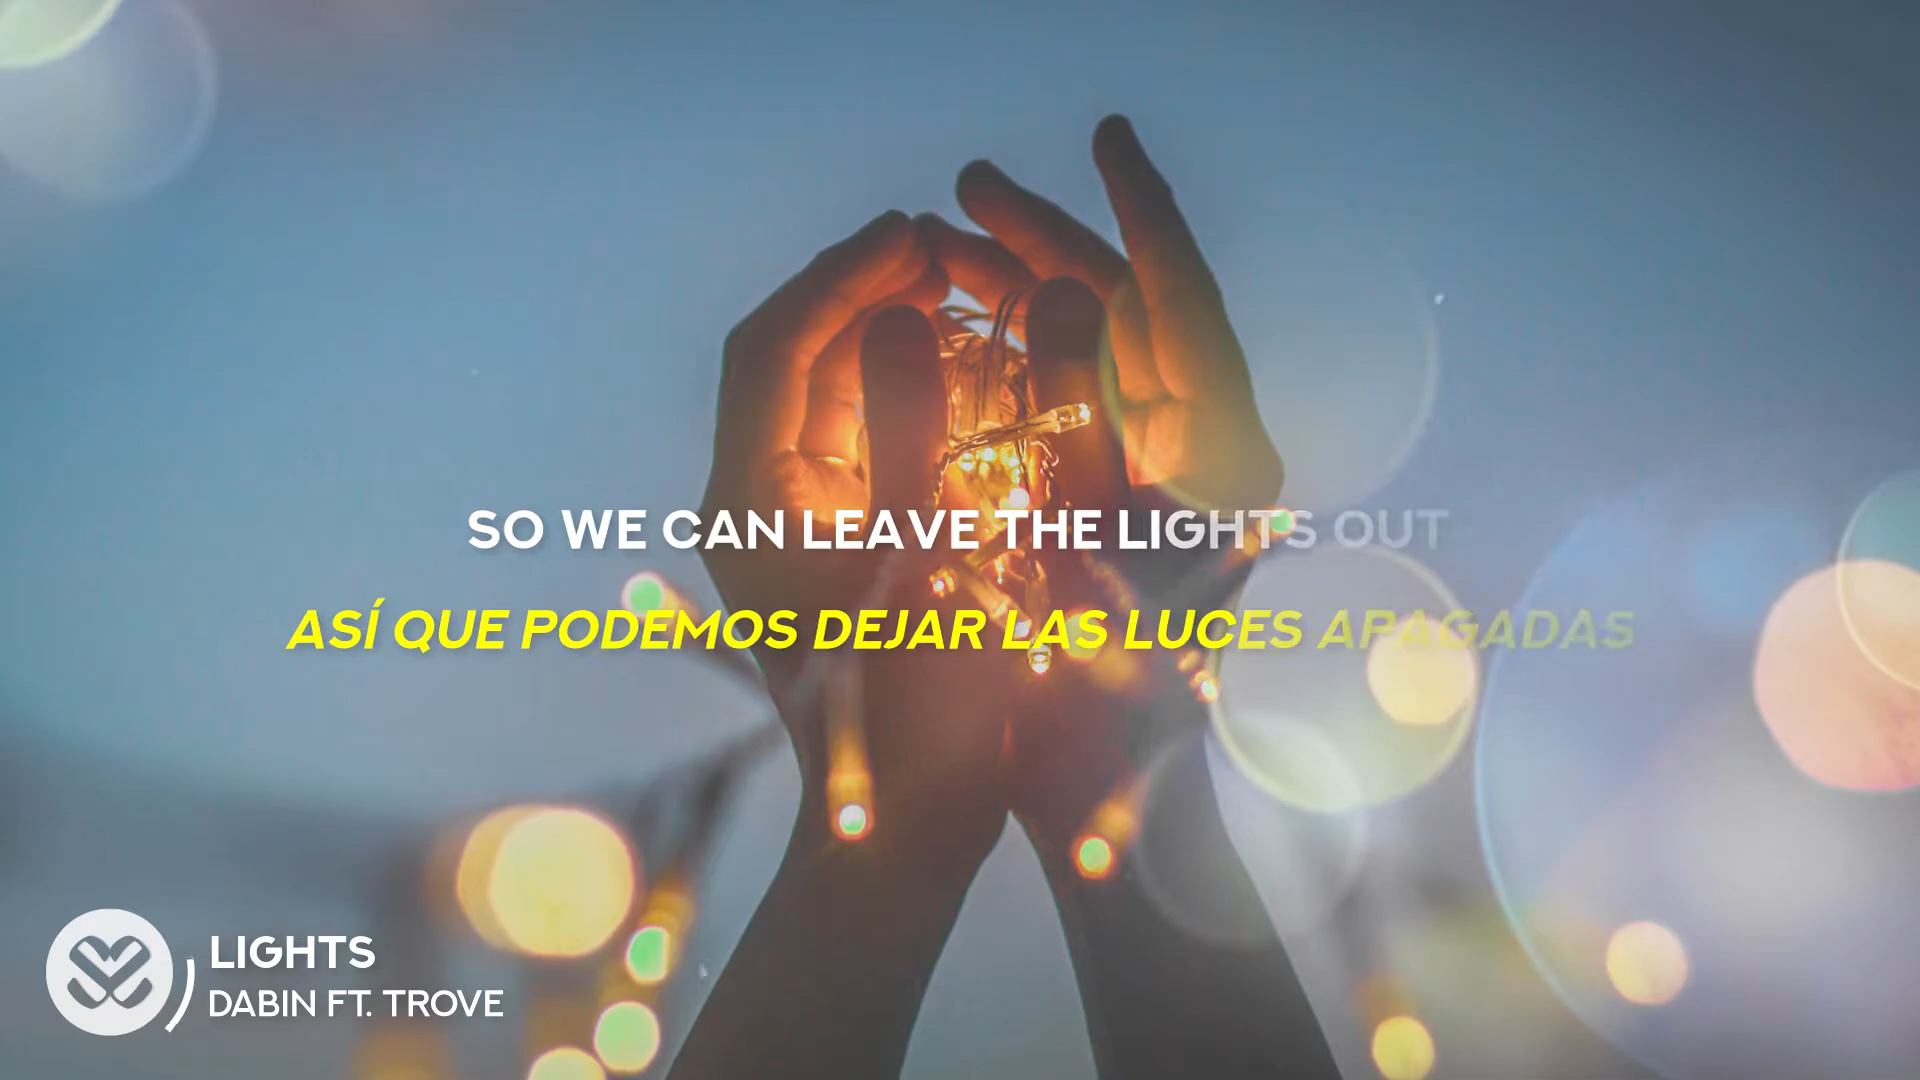 SO WE CAN LEAVE THE LIGHTS OUT
ASÍ QUE PODEMOS DEJAR LAS LUCES APAGADAS
LIGHTS
DABIN FT. TROVE